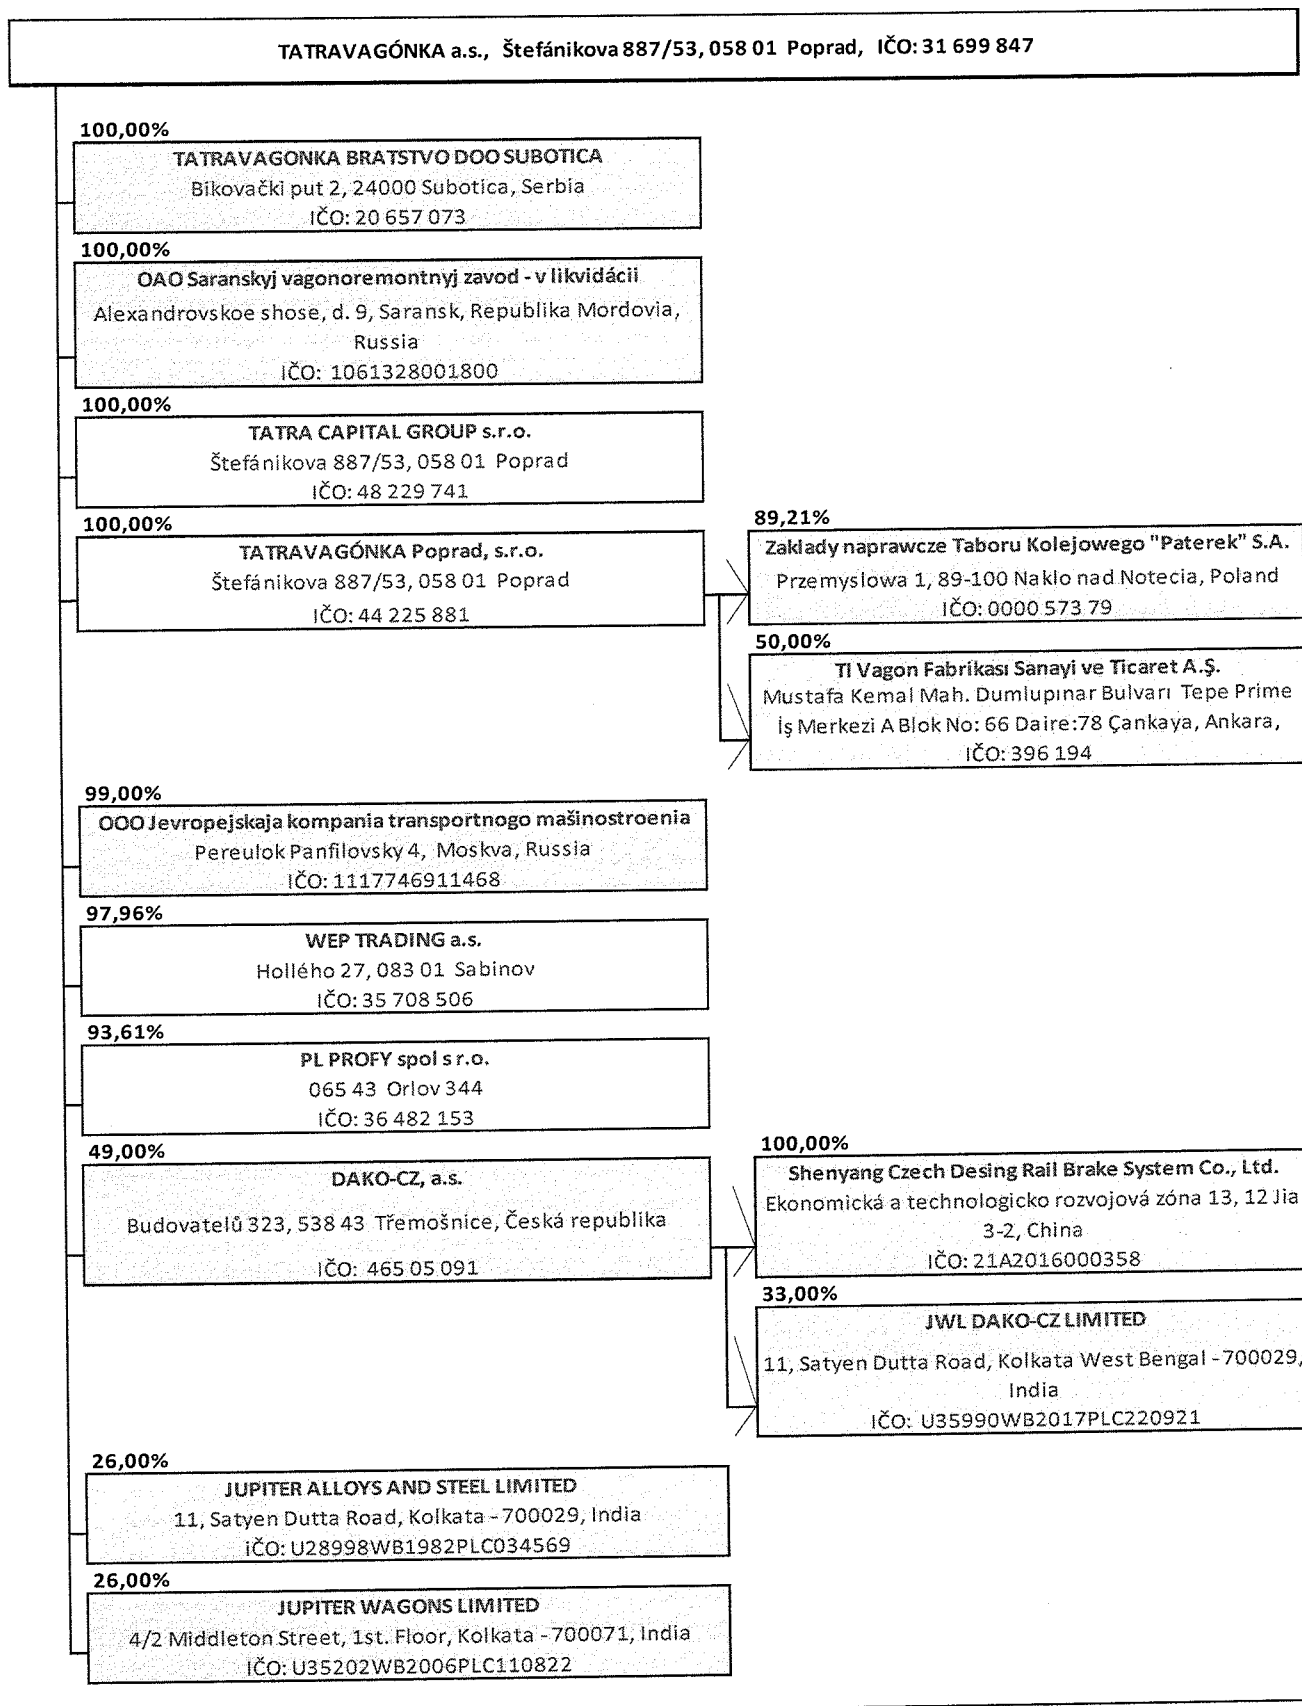 TATRAVAGÓNKA a.s., Štefánikova 887/53, 058 01 Poprad, IČO: 31 699 847
100,00%
TATRAVAGONKA BRATSTVO DOO SUBOTICA
Bikovački put 2, 24000 Subotica, Serbia
IČO: 20 657 073
100,00%
OAO Saranskyj vagonoremontnyj zavod - v likvidácii
Alexandrovskoe shose, d. 9, Saransk, Republika Mordovia,
Russia
IČO: 1061328001800
100,00%
TATRA CAPITAL GROUP s.r.o.
Štefánikova 887/53, 058 01 Poprad
IČO: 48 229 741
100,00%
TATRAVAGÓNKA Poprad, s.r.o.
Štefánikova 887/53, 058 01 Poprad
IČO: 44 225 881
89,21%
Zaklady naprawcze Taboru Kolejowego "Paterek" S.A.
Przemyslowa 1, 89-100 Naklo nad Notecia, Poland
IČO: 0000 573 79
50,00%
TI Vagon Fabrikası Sanayi ve Ticaret A.Ş.
Mustafa Kemal Mah. Dumlupınar Bulvarı Tepe Prime
İş Merkezi A Blok No: 66 Daire:78 Çankaya, Ankara,
IČO: 396 194
99,00%
OOO Jevropejskaja kompania transportnogo mašinostroenia
Pereulok Panfilovsky 4, Moskva, Russia
IČO: 1117746911468
97,96%
WEP TRADING a.s.
Hollého 27, 083 01 Sabinov
IČO: 35 708 506
93,61%
PL PROFY spol s r.o.
065 43 Orlov 344
IČO: 36 482 153
49,00%
DAKO-CZ, a.s.
Budovatelů 323, 538 43 Třemošnice, Česká republika
IČO: 465 05 091
100,00%
Shenyang Czech Desing Rail Brake System Co., Ltd.
Ekonomická a technologicko rozvojová zóna 13, 12 Jia
3-2, China
IČO: 21A2016000358
33,00%
JWL DAKO-CZ LIMITED
11, Satyen Dutta Road, Kolkata West Bengal - 700029,
India
IČO: U35990WB2017PLC220921
26,00%
JUPITER ALLOYS AND STEEL LIMITED
11, Satyen Dutta Road, Kolkata - 700029, India
IČO: U28998WB1982PLC034569
26,00%
JUPITER WAGONS LIMITED
4/2 Middleton Street, 1st. Floor, Kolkata - 700071, India
IČO: U35202WB2006PLC110822